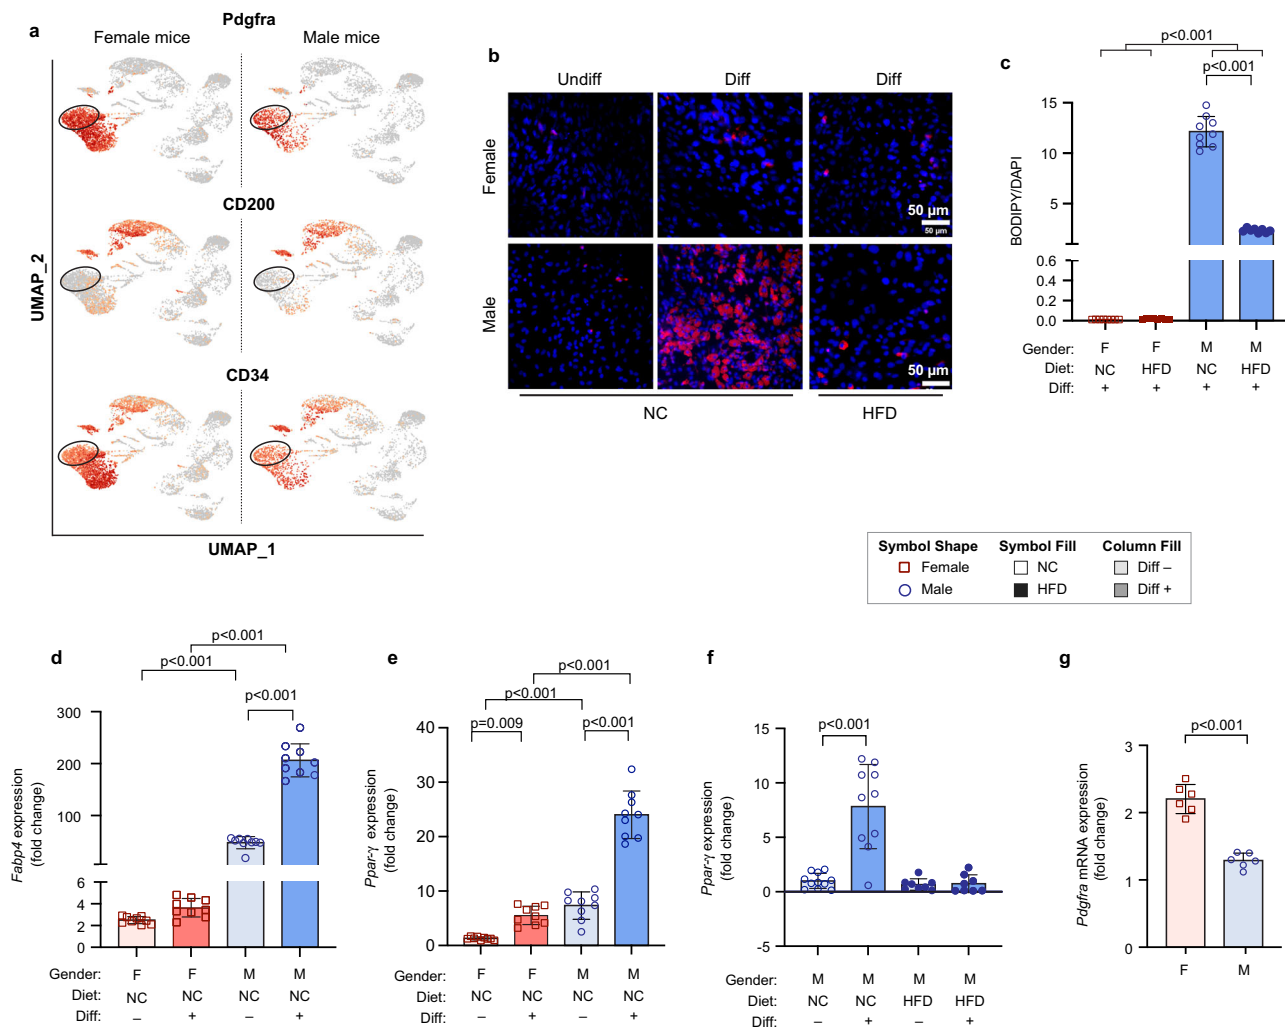 a
Pdgfra
Female mice
Male mice
CD200
CD34
UMAP_2
UMAP_1
b
Undiff
Diff
Diff
Female
Male
50 µm
50 µm
50 µm
NC
HFD
c
p<0.001
p<0.001
BODIPY/DAPI
15
10
5
0.6
0.4
0.2
0.0
Gender: F F M M
Diet: NC HFD NC HFD
Diff: + + + +
Symbol Shape Symbol Fill Column Fill
Female NC Diff –
Male HFD Diff +
d
p<0.001
p<0.001
p<0.001
Fabp4 expression
(fold change)
300
200
100
6
4
2
0
Gender: F F M M
Diet: NC NC NC NC
Diff: – + – +
e
p<0.001
p<0.001
p=0.009
p<0.001
Ppar-γ expression
(fold change)
40
30
20
10
0
Gender: F F M M
Diet: NC NC NC NC
Diff: – + – +
f
p<0.001
Ppar-γ expression
(fold change)
15
10
5
0
-5
Gender: M M M M
Diet: NC NC HFD HFD
Diff: – + – +
g
p<0.001
Pdgfra mRNA expression
(fold change)
3
2
1
0
F M